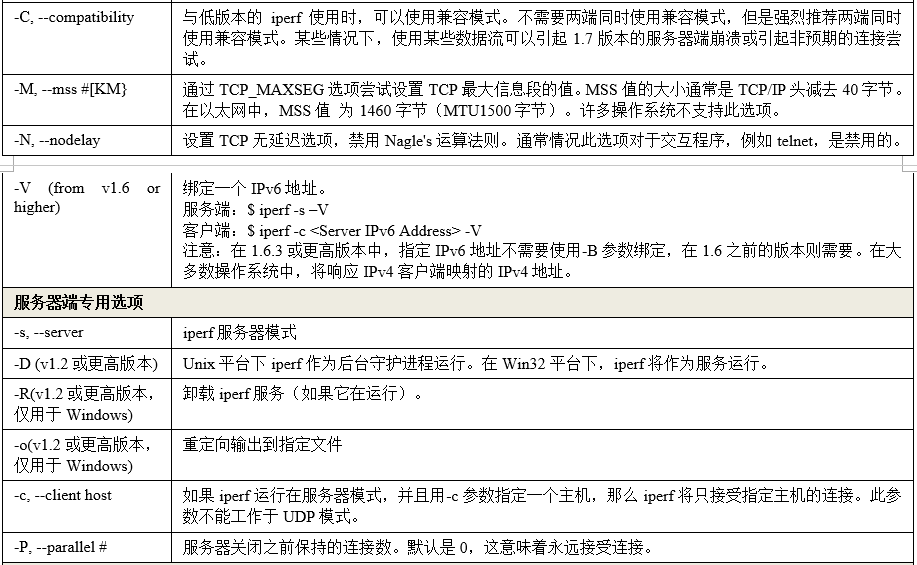 -C, --compatibility
与低版本的 iperf 使用时，可以使用兼容模式。不需要两端同时使用兼容模式，但是强烈推荐两端同时
使用兼容模式。某些情况下，使用某些数据流可以引起 1.7 版本的服务器端崩溃或引起非预期的连接尝
试。
-M, --mss #[KM}
通过 TCP_MAXSEG 选项尝试设置 TCP 最大信息段的值。MSS 值的大小通常是 TCP/IP 头减去 40 字节。
在以太网中，MSS 值 为 1460 字节（MTU1500 字节）。许多操作系统不支持此选项。
-N, --nodelay
设置 TCP 无延迟选项，禁用 Nagle's 运算法则。通常情况此选项对于交互程序，例如 telnet，是禁用的。
-V (from v1.6 or
higher)
绑定一个 IPv6 地址。
服务端：$ iperf -s –V
客户端：$ iperf -c <Server IPv6 Address> -V
注意：在 1.6.3 或更高版本中，指定 IPv6 地址不需要使用-B 参数绑定，在 1.6 之前的版本则需要。在大
多数操作系统中，将响应 IPv4 客户端映射的 IPv4 地址。
服务器端专用选项
-s, --server
iperf 服务器模式
-D (v1.2 或更高版本)
Unix 平台下 iperf 作为后台守护进程运行。在 Win32 平台下，iperf 将作为服务运行。
-R(v1.2 或更高版本，
仅用于 Windows)
卸载 iperf 服务（如果它在运行）。
-o(v1.2 或更高版本，
仅用于 Windows)
重定向输出到指定文件
-c, --client host
如果 iperf 运行在服务器模式，并且用-c 参数指定一个主机，那么 iperf 将只接受指定主机的连接。此参
数不能工作于 UDP 模式。
-P, --parallel #
服务器关闭之前保持的连接数。默认是 0，这意味着永远接受连接。